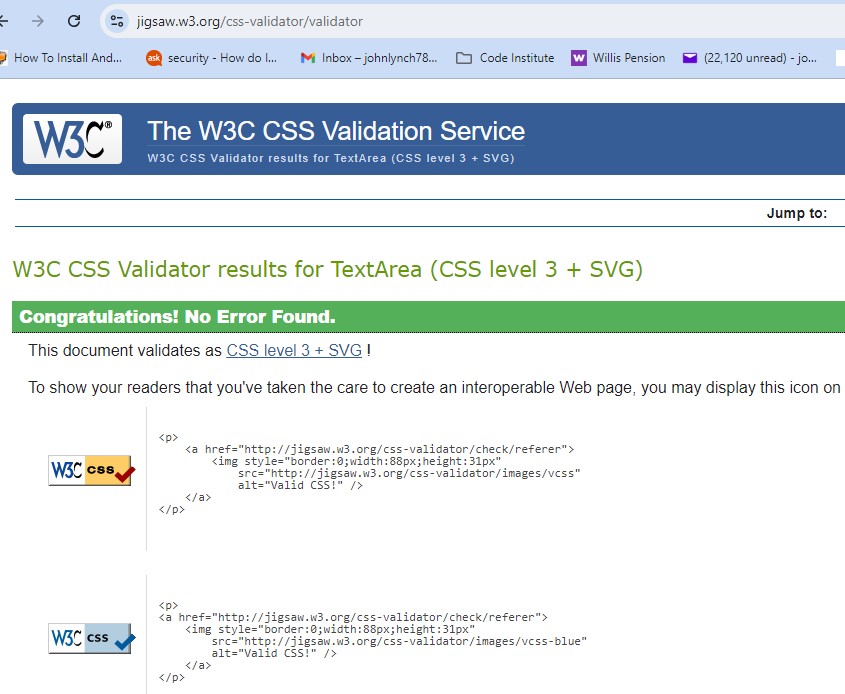 jigsaw.w3.org/css-validator/validator
How To Install And... ask security - How do I... Inbox – johnlynch78... Code Institute W Willis Pension (22,120 unread) - jo...
W3C® The W3C CSS Validation Service
W3C CSS Validator results for TextArea (CSS level 3 + SVG)
Jump to:
W3C CSS Validator results for TextArea (CSS level 3 + SVG)
Congratulations! No Error Found.
This document validates as CSS level 3 + SVG !
To show your readers that you've taken the care to create an interoperable Web page, you may display this icon on
W3C css
<p>
<a href="http://jigsaw.w3.org/css-validator/check/referer">
<img style="border:0;width:88px;height:31px"
src="http://jigsaw.w3.org/css-validator/images/vcss"
alt="Valid CSS!" />
</a>
</p>
W3C css
<p>
<a href="http://jigsaw.w3.org/css-validator/check/referer">
<img style="border:0;width:88px;height:31px"
src="http://jigsaw.w3.org/css-validator/images/vcss-blue"
alt="Valid CSS!" />
</a>
</p>